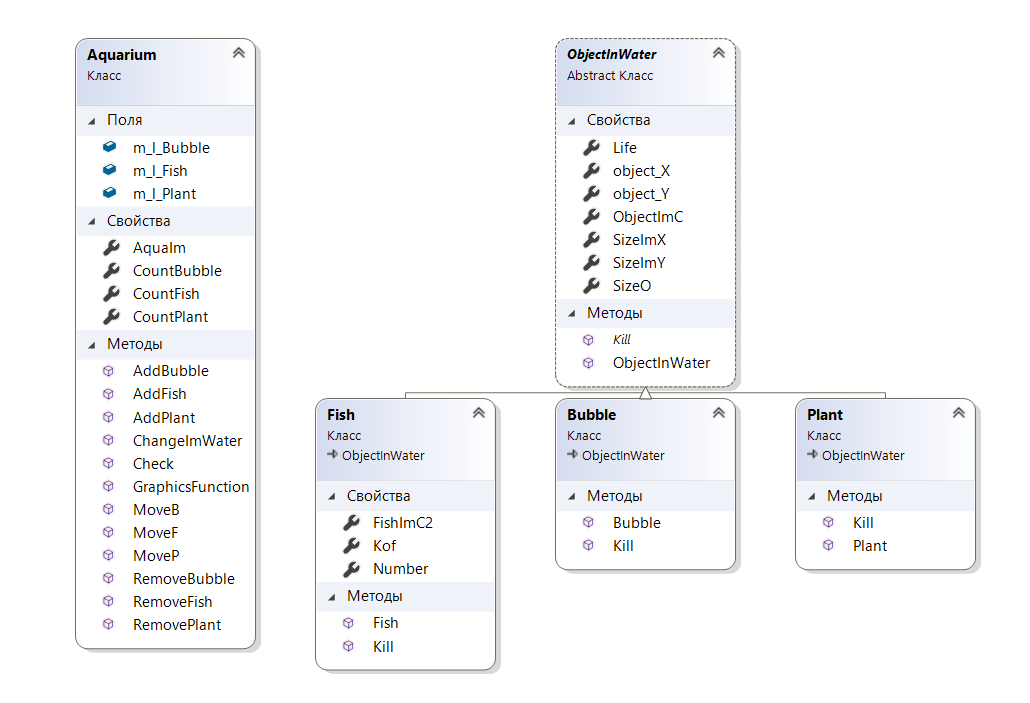 Aquarium
Класс
Поля
m_l_Bubble
m_l_Fish
m_l_Plant
Свойства
AquaIm
CountBubble
CountFish
CountPlant
Методы
AddBubble
AddFish
AddPlant
ChangeImWater
Check
GraphicsFunction
MoveB
MoveF
MoveP
RemoveBubble
RemoveFish
RemovePlant
ObjectInWater
Abstract Класс
Свойства
Life
object_X
object_Y
ObjectImC
SizeImX
SizeImY
SizeO
Методы
Kill
ObjectInWater
Fish
Класс
ObjectInWater
Свойства
FishImC2
Kof
Number
Методы
Fish
Kill
Bubble
Класс
ObjectInWater
Методы
Bubble
Kill
Plant
Класс
ObjectInWater
Методы
Kill
Plant